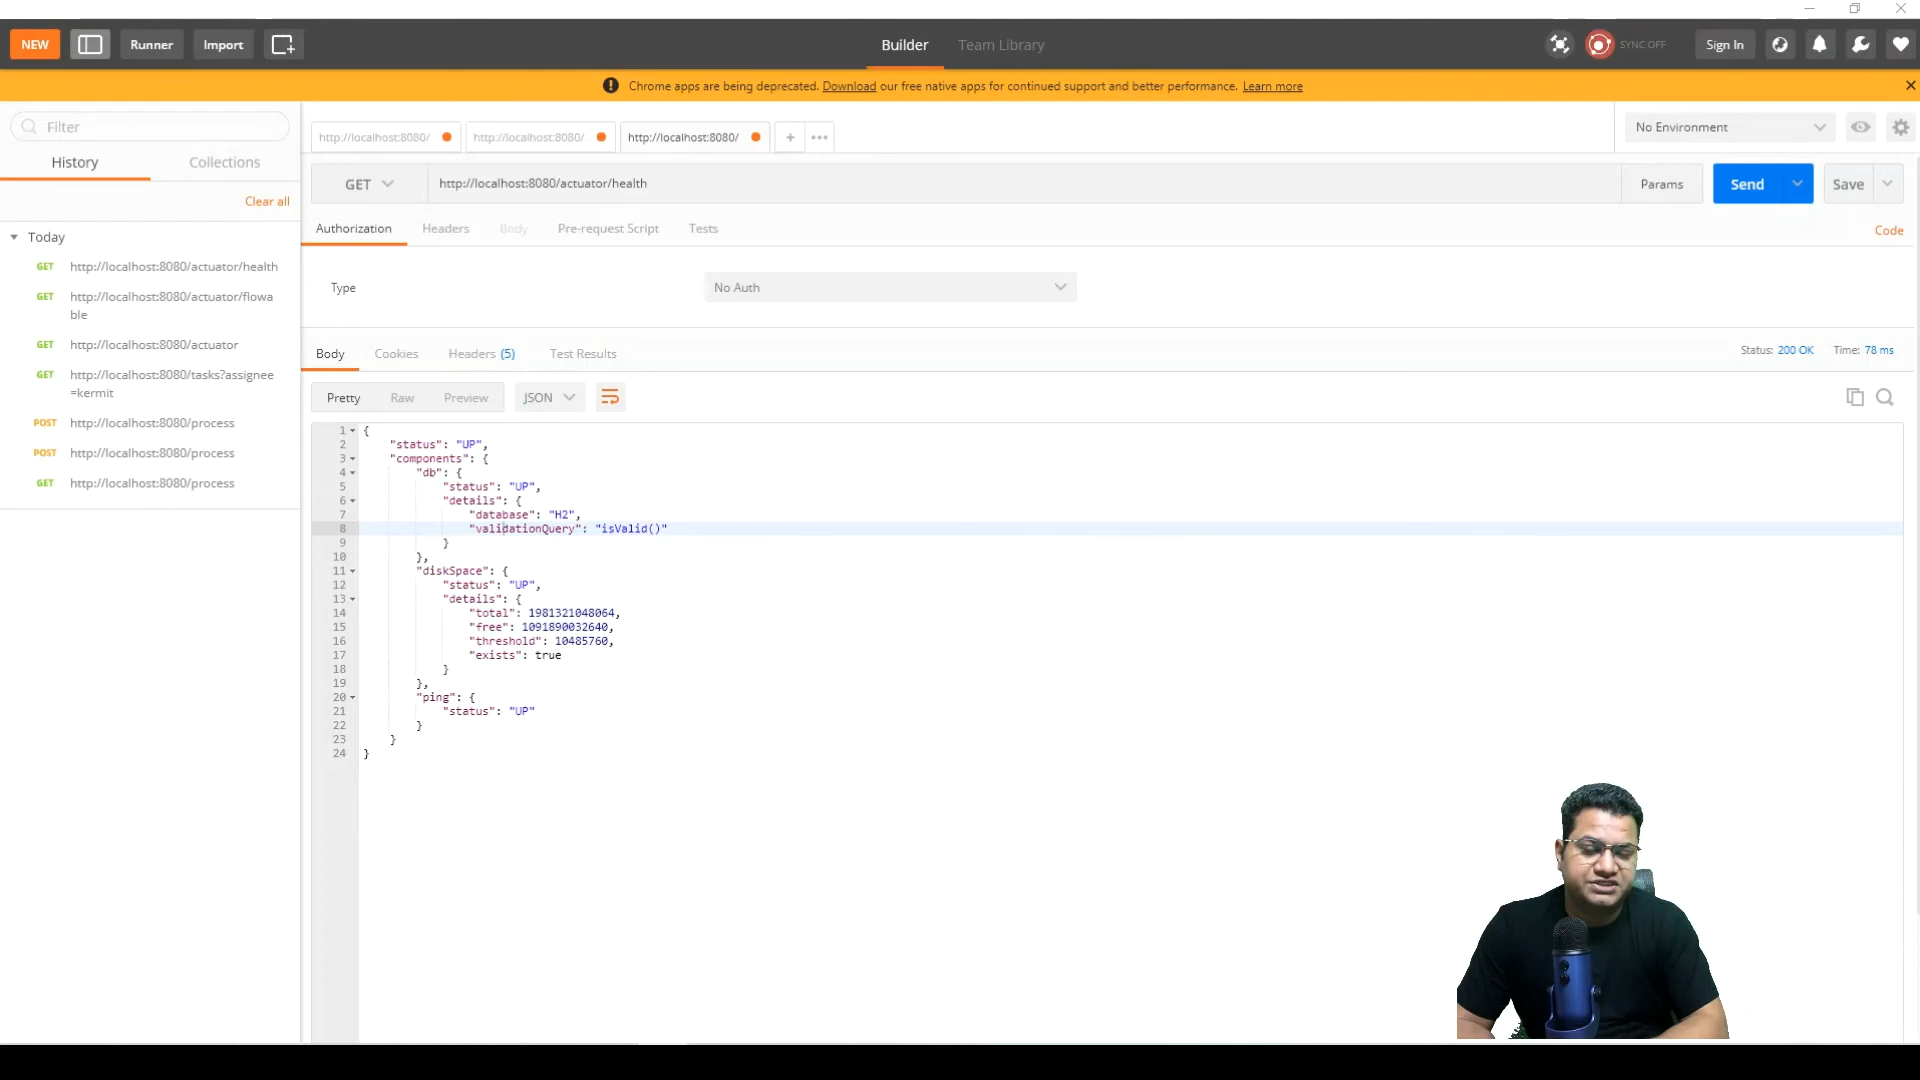 NEW Runner Import Builder Team Library SYNC OFF Sign In
Chrome apps are being deprecated. Download our free native apps for continued support and better performance. Learn more
Filter
History Collections
Clear all
Today
GET http://localhost:8080/actuator/health
GET http://localhost:8080/actuator/flowa
ble
GET http://localhost:8080/actuator
GET http://localhost:8080/tasks?assignee
=kermit
POST http://localhost:8080/process
POST http://localhost:8080/process
GET http://localhost:8080/process
http://localhost:8080/ http://localhost:8080/ http://localhost:8080/ + ••• No Environment
GET http://localhost:8080/actuator/health Params Send Save
Authorization Headers Body Pre-request Script Tests Code
Type No Auth
Body Cookies Headers (5) Test Results Status: 200 OK Time: 78 ms
Pretty Raw Preview JSON
1 {
2 "status": "UP",
3 "components": {
4 "db": {
5 "status": "UP",
6 "details": {
7 "database": "H2",
8 "validationQuery": "isValid()"
9 }
10 },
11 "diskSpace": {
12 "status": "UP",
13 "details": {
14 "total": 1981321048064,
15 "free": 1091890032640,
16 "threshold": 10485760,
17 "exists": true
18 }
19 },
20 "ping": {
21 "status": "UP"
22 }
23 }
24 }